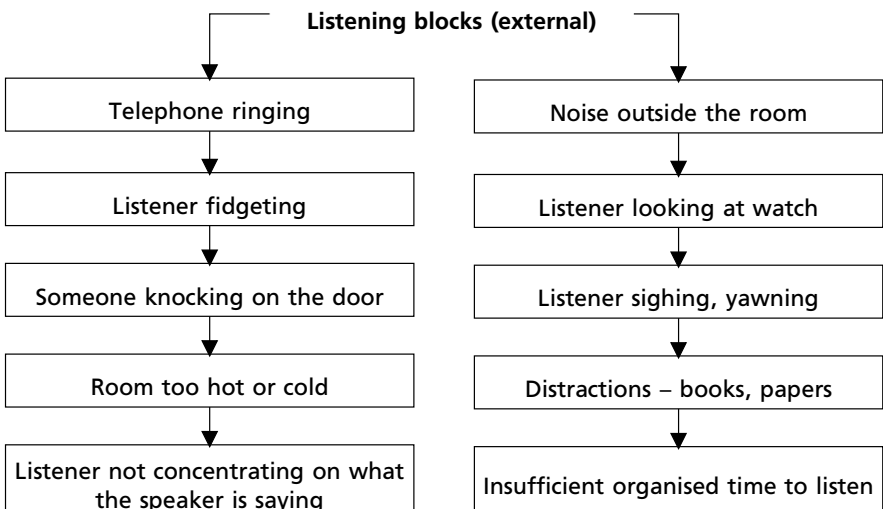 Listening blocks (external)
Telephone ringing
Listener fidgeting
Someone knocking on the door
Room too hot or cold
Listener not concentrating on what
the speaker is saying
Noise outside the room
Listener looking at watch
Listener sighing, yawning
Distractions – books, papers
Insufficient organised time to listen